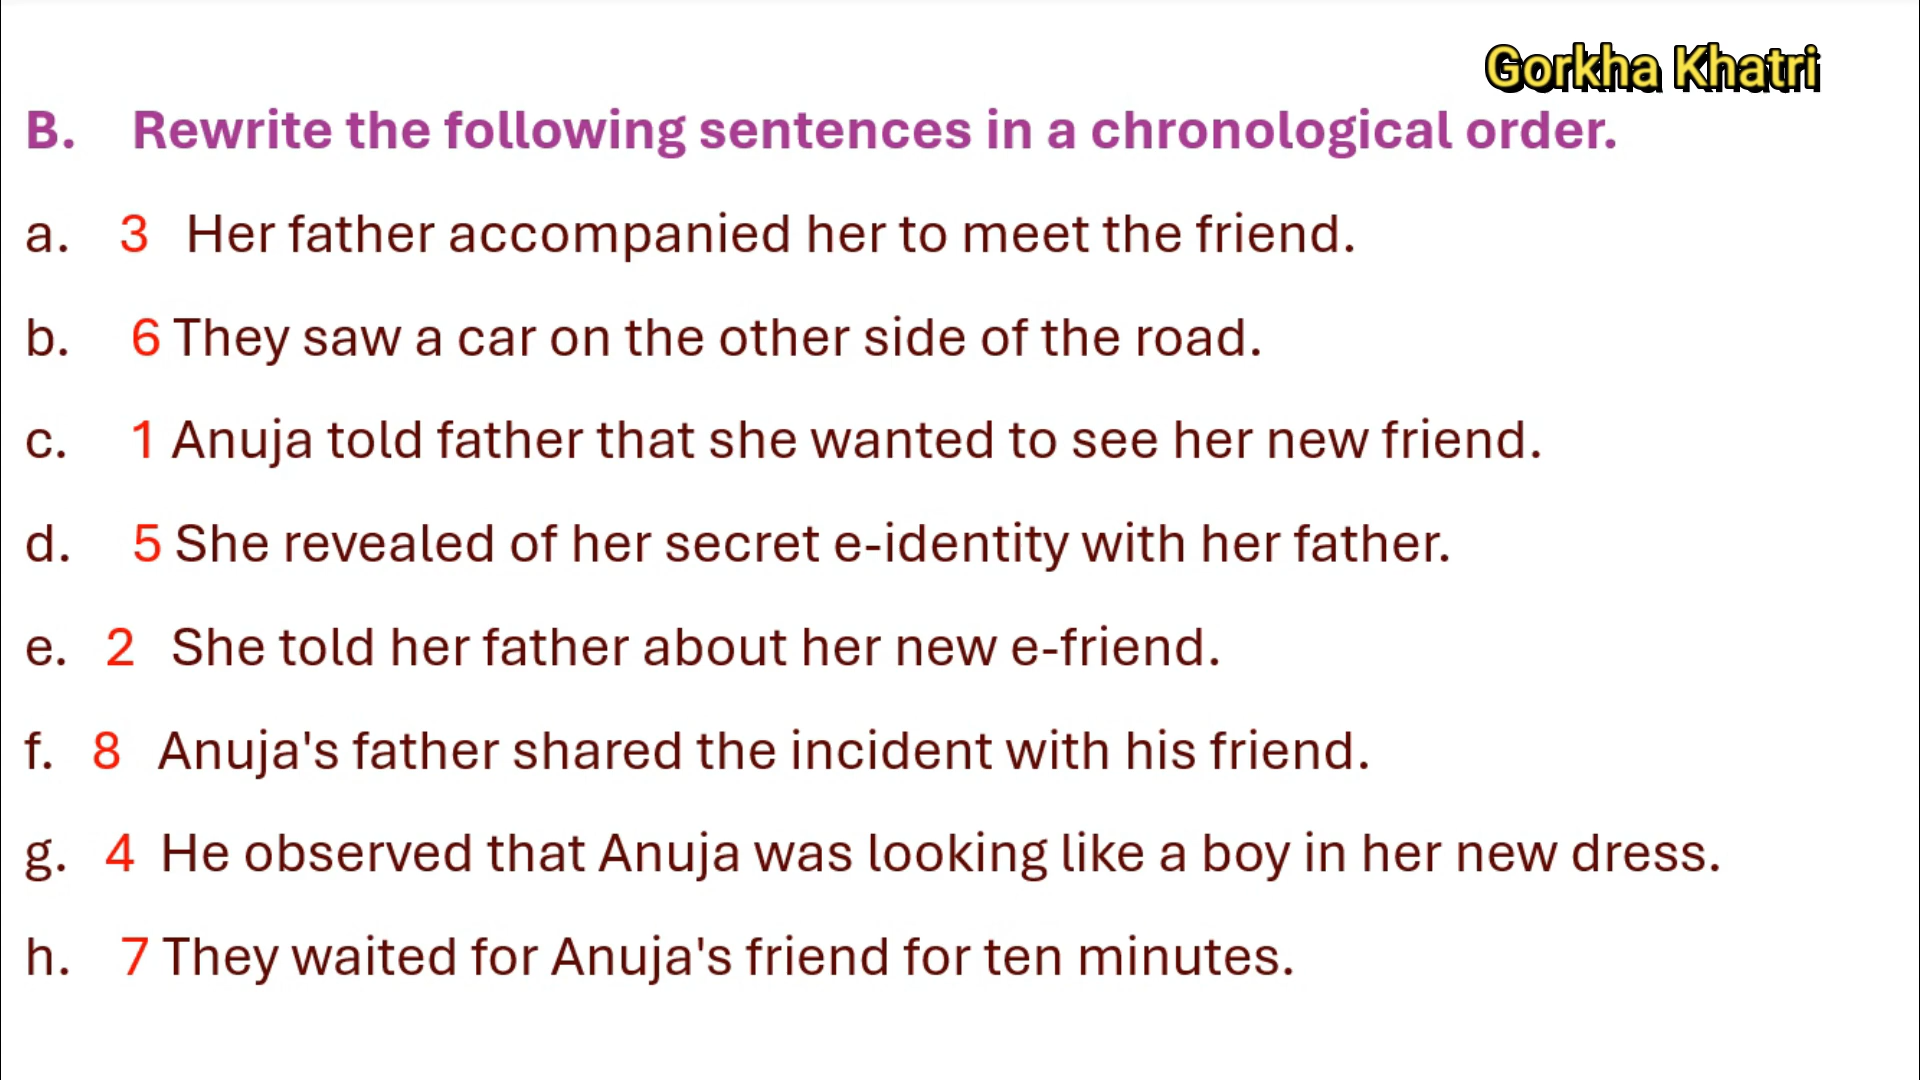 Gorkha Khatri
B. Rewrite the following sentences in a chronological order.
a. 3 Her father accompanied her to meet the friend.
b. 6 They saw a car on the other side of the road.
c. 1 Anuja told father that she wanted to see her new friend.
d. 5 She revealed of her secret e-identity with her father.
e. 2 She told her father about her new e-friend.
f. 8 Anuja's father shared the incident with his friend.
g. 4 He observed that Anuja was looking like a boy in her new dress.
h. 7 They waited for Anuja's friend for ten minutes.